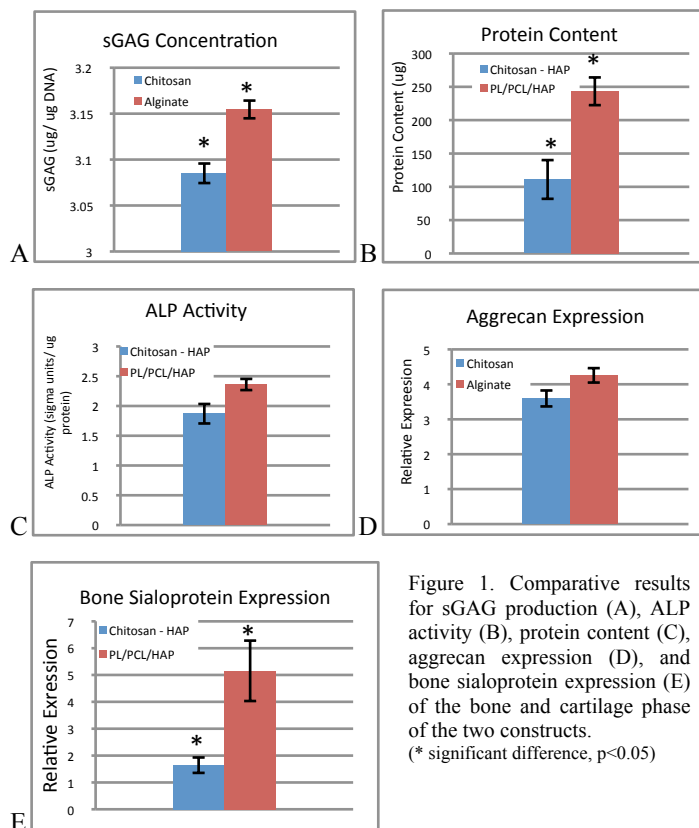 sGAG Concentration
3.2
3.15
3.1
3.05
3
sGAG (ug/ ug DNA)
Chitosan
Alginate
*
*
A
Protein Content
300
250
200
150
100
50
0
Protein Content (ug)
Chitosan - HAP
PL/PCL/HAP
*
*
B
ALP Activity
3
2.5
2
1.5
1
0.5
0
ALP Activity (sigma units/ ug
protein)
Chitosan - HAP
PL/PCL/HAP
C
Aggrecan Expression
5
4
3
2
1
0
Relative Expreesion
Chitosan
Alginate
D
Bone Sialoprotein Expression
7
6
5
4
3
2
1
0
Relative Exression
Chitosan - HAP
PL/PCL/HAP
*
*
E
Figure 1. Comparative results
for sGAG production (A), ALP
activity (B), protein content (C),
aggrecan expression (D), and
bone sialoprotein expression (E)
of the bone and cartilage phase
of the two constructs.
(* significant difference, p<0.05)